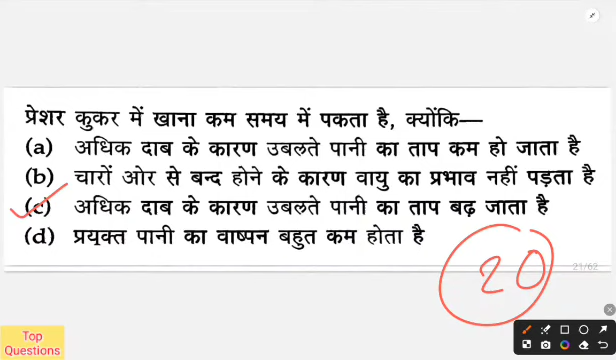 प्रेशर कुकर में खाना कम समय में पकता है, क्योंकि—
(a) अधिक दाब के कारण उबलते पानी का ताप कम हो जाता है
(b) चारों ओर से बन्द होने के कारण वायु का प्रभाव नहीं पड़ता है
(c) अधिक दाब के कारण उबलते पानी का ताप बढ़ जाता है
(d) प्रयुक्त पानी का वाष्पन बहुत कम होता है
20
21/62
Top
Questions